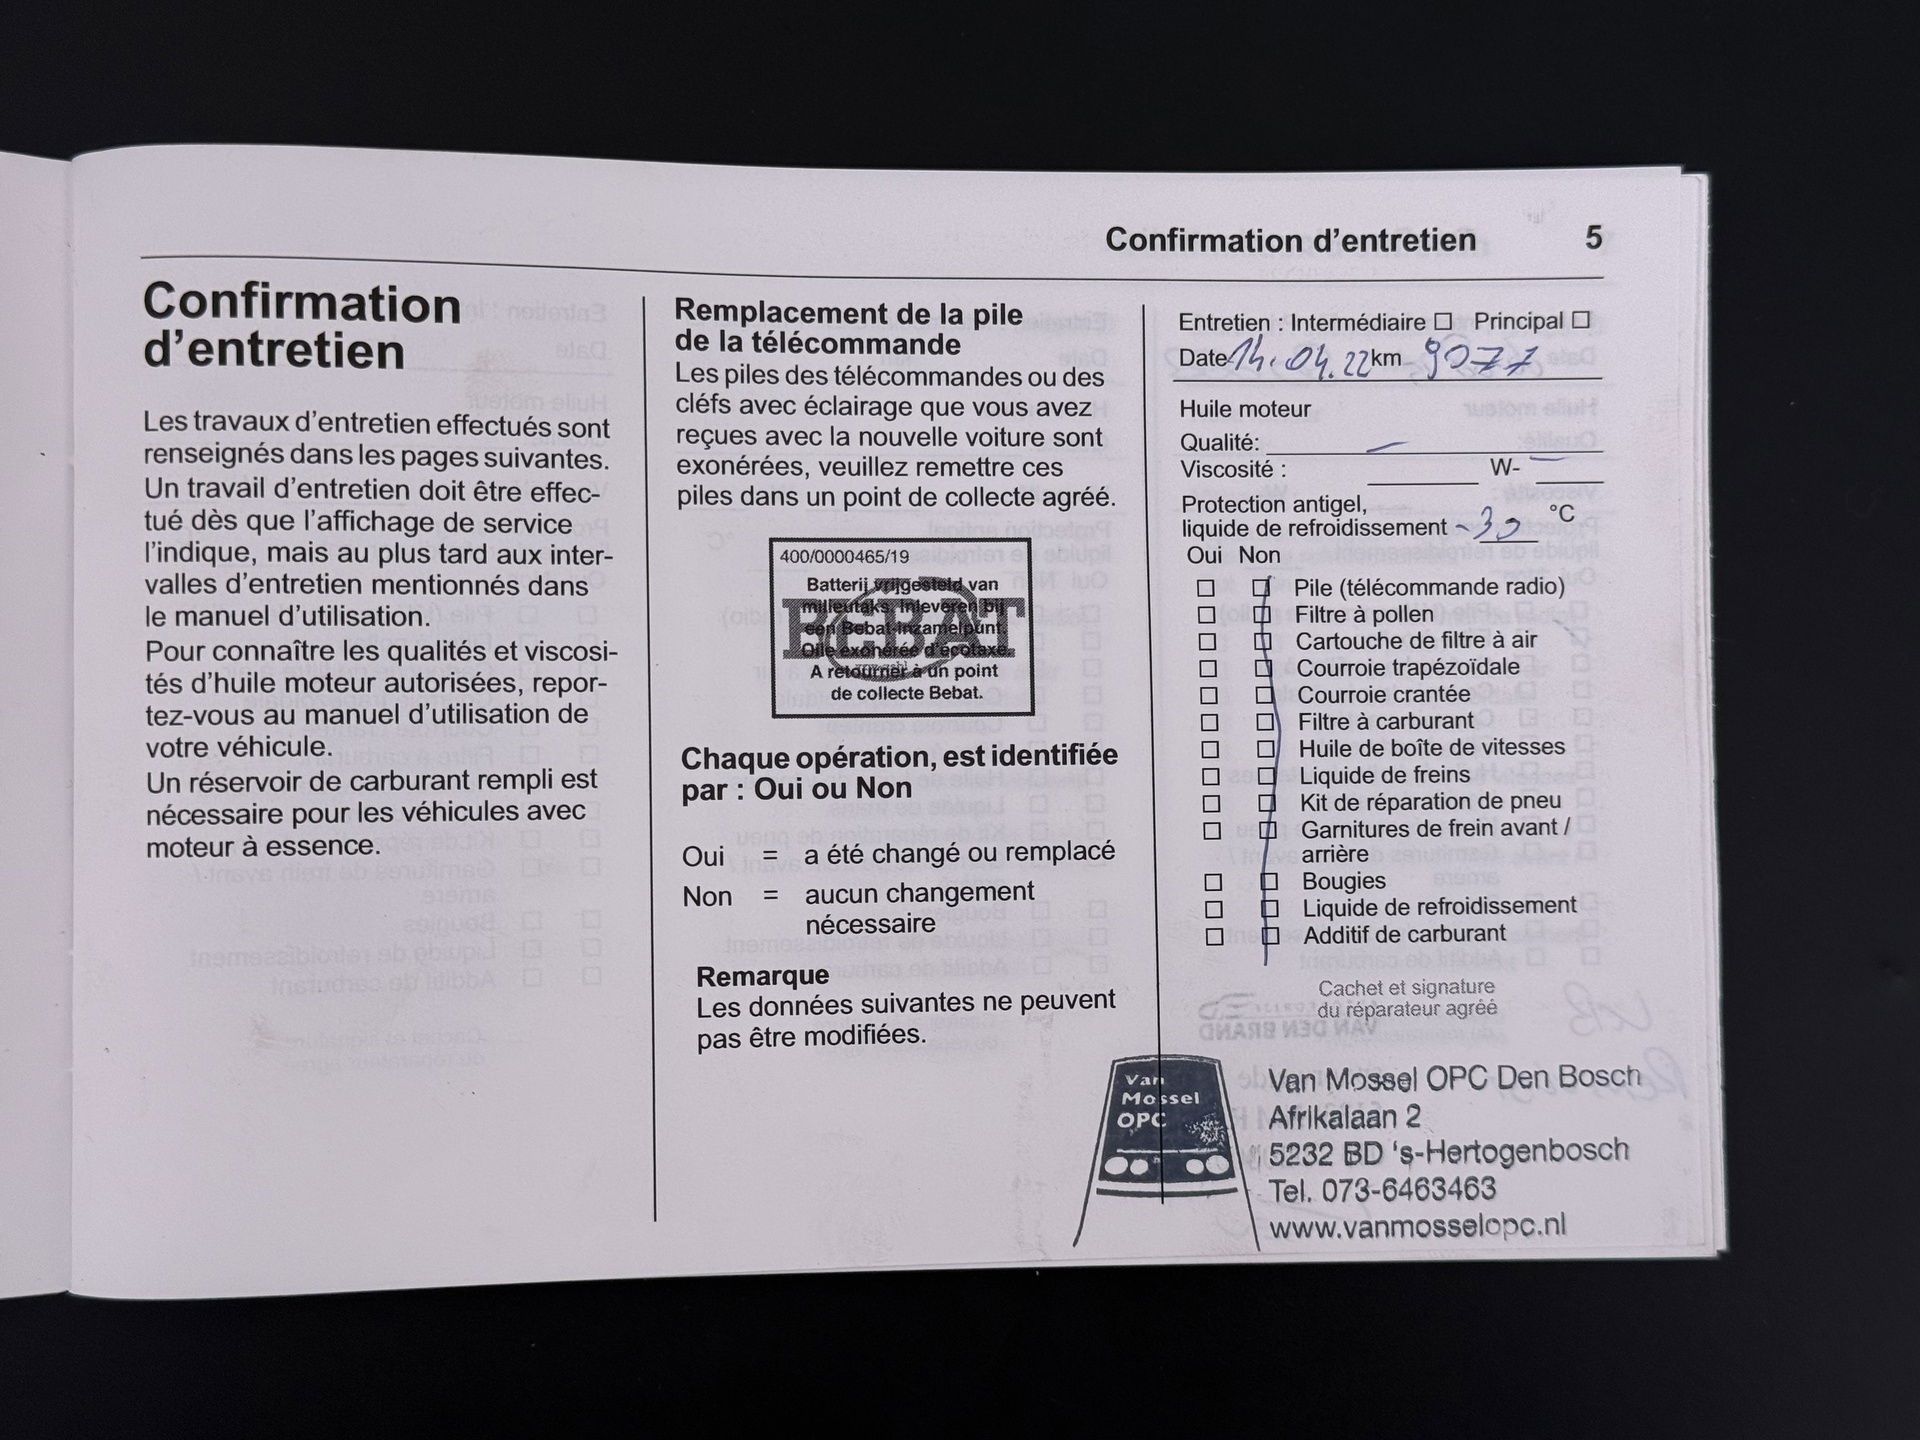 Confirmation d'entretien 5
Confirmation
d'entretien
Les travaux d'entretien effectués sont
renseignés dans les pages suivantes.
Un travail d'entretien doit être effec-
tué dès que l'affichage de service
l'indique, mais au plus tard aux inter-
valles d'entretien mentionnés dans
le manuel d'utilisation.
Pour connaître les qualités et viscosi-
tés d'huile moteur autorisées, repor-
tez-vous au manuel d'utilisation de
votre véhicule.
Un réservoir de carburant rempli est
nécessaire pour les véhicules avec
moteur à essence.
Remplacement de la pile
de la télécommande
Les piles des télécommandes ou des
cléfs avec éclairage que vous avez
reçues avec la nouvelle voiture sont
exonérées, veuillez remettre ces
piles dans un point de collecte agréé.
400/0000465/19
BEBAT
Batterij vrijgesteld van
milieutaks. Inleveren bij
een Bebat-inzamelpunt.
Pile exonérée d'écotaxe.
A retourner à un point
de collecte Bebat.
Chaque opération, est identifiée
par : Oui ou Non
Oui = a été changé ou remplacé
Non = aucun changement
nécessaire
Remarque
Les données suivantes ne peuvent
pas être modifiées.
Entretien : Intermédiaire ☐ Principal ☐
Date 14.04.22 km 9077
Huile moteur
Qualité: —
Viscosité : W- —
Protection antigel, °C
liquide de refroidissement -30
Oui Non
☐ ☐ Pile (télécommande radio)
☐ ☐ Filtre à pollen
☐ ☐ Cartouche de filtre à air
☐ ☐ Courroie trapézoïdale
☐ ☐ Courroie crantée
☐ ☐ Filtre à carburant
☐ ☐ Huile de boîte de vitesses
☐ ☐ Liquide de freins
☐ ☐ Kit de réparation de pneu
☐ ☐ Garnitures de frein avant /
arrière
☐ ☐ Bougies
☐ ☐ Liquide de refroidissement
☐ ☐ Additif de carburant
Cachet et signature
du réparateur agréé
Van
Mossel
OPC
Van Mossel OPC Den Bosch
Afrikalaan 2
5232 BD 's-Hertogenbosch
Tel. 073-6463463
www.vanmosselopc.nl